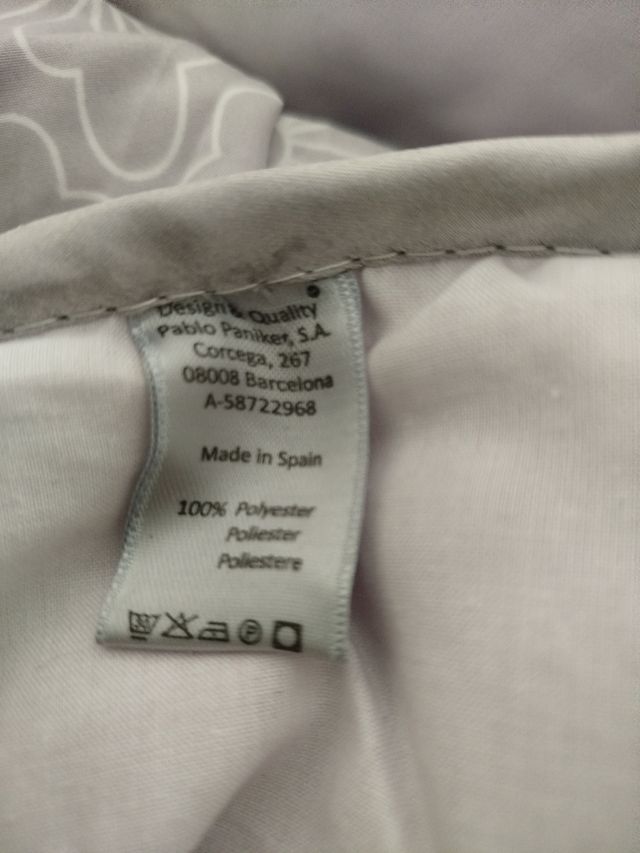 Design & Quality
Pablo Paniker, S.A.
Corcega, 267
08008 Barcelona
A-58722968
Made in Spain
100% Polyester
Poliester
Poliestere